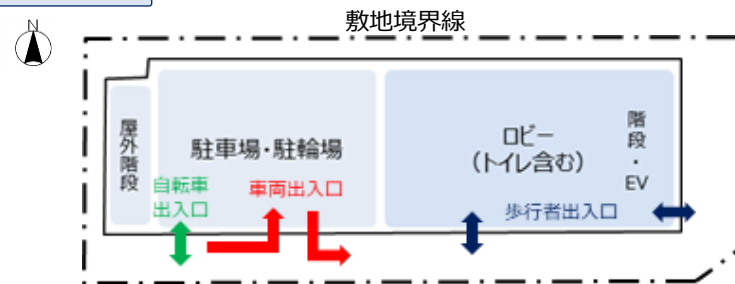 敷地境界線
N
屋外階段
駐車場・駐輪場
自転車
出入口
車両出入口
ロビー
(トイレ含む)
階段・EV
歩行者出入口